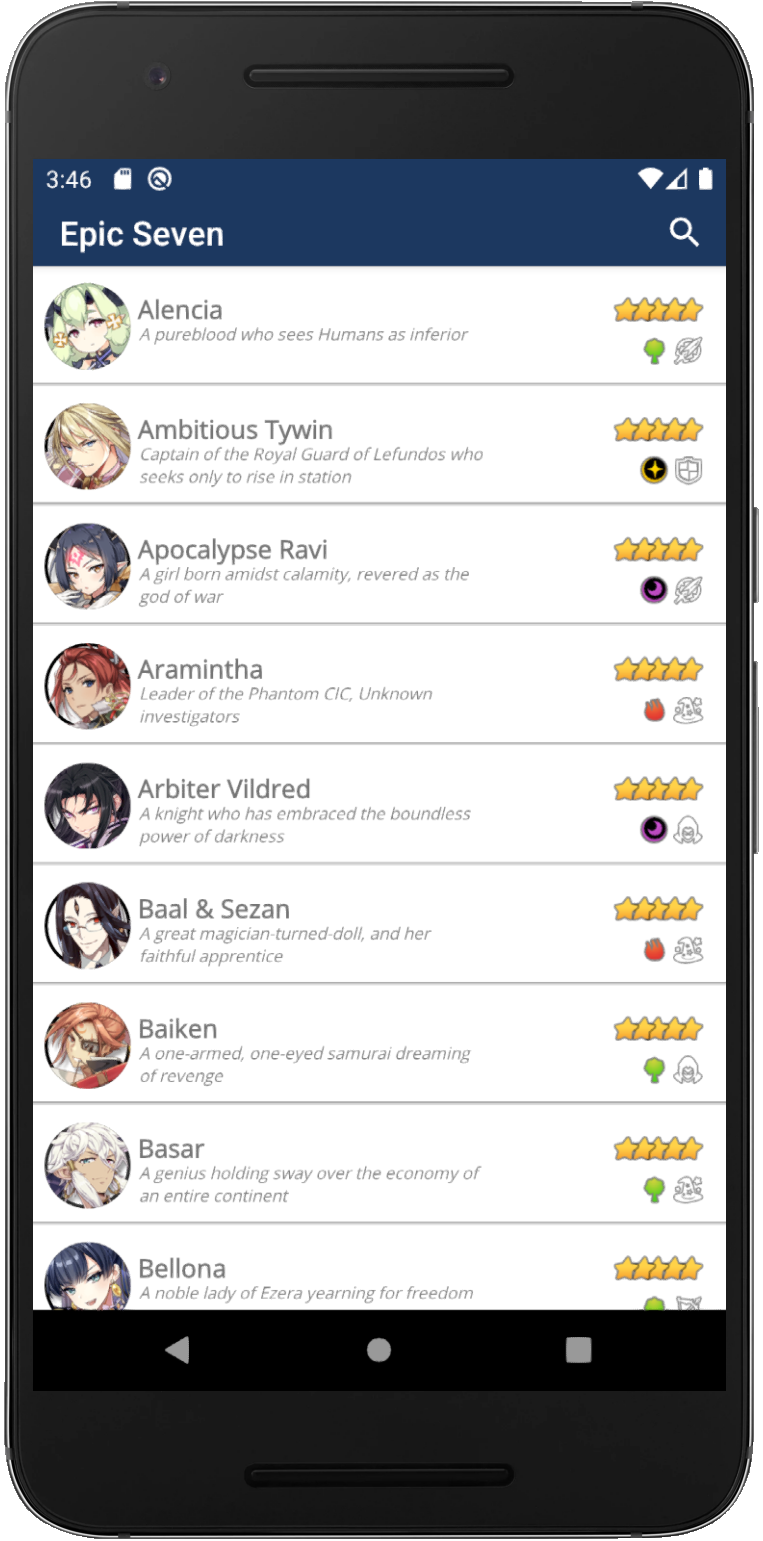 3:46
Epic Seven
Alencia
A pureblood who sees Humans as inferior
Ambitious Tywin
Captain of the Royal Guard of Lefundos who
seeks only to rise in station
Apocalypse Ravi
A girl born amidst calamity, revered as the
god of war
Aramintha
Leader of the Phantom CIC, Unknown
investigators
Arbiter Vildred
A knight who has embraced the boundless
power of darkness
Baal & Sezan
A great magician-turned-doll, and her
faithful apprentice
Baiken
A one-armed, one-eyed samurai dreaming
of revenge
Basar
A genius holding sway over the economy of
an entire continent
Bellona
A noble lady of Ezera yearning for freedom